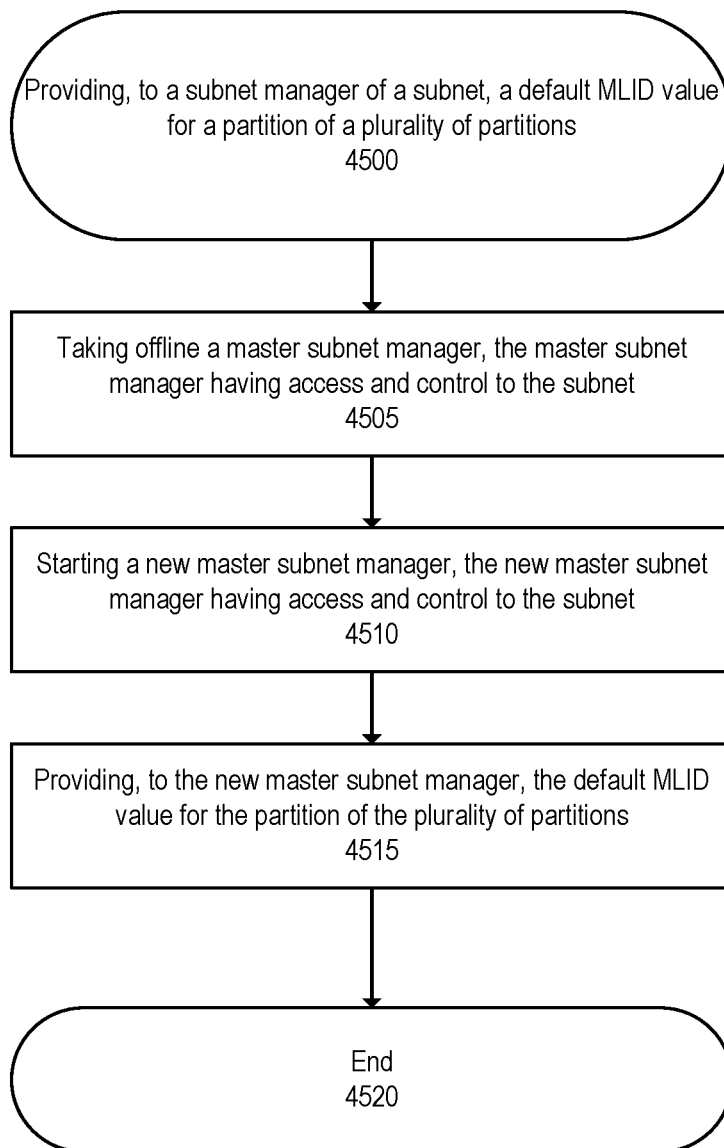 Providing, to a subnet manager of a subnet, a default MLID value
for a partition of a plurality of partitions
4500
Taking offline a master subnet manager, the master subnet
manager having access and control to the subnet
4505
Starting a new master subnet manager, the new master subnet
manager having access and control to the subnet
4510
Providing, to the new master subnet manager, the default MLID
value for the partition of the plurality of partitions
4515
End
4520